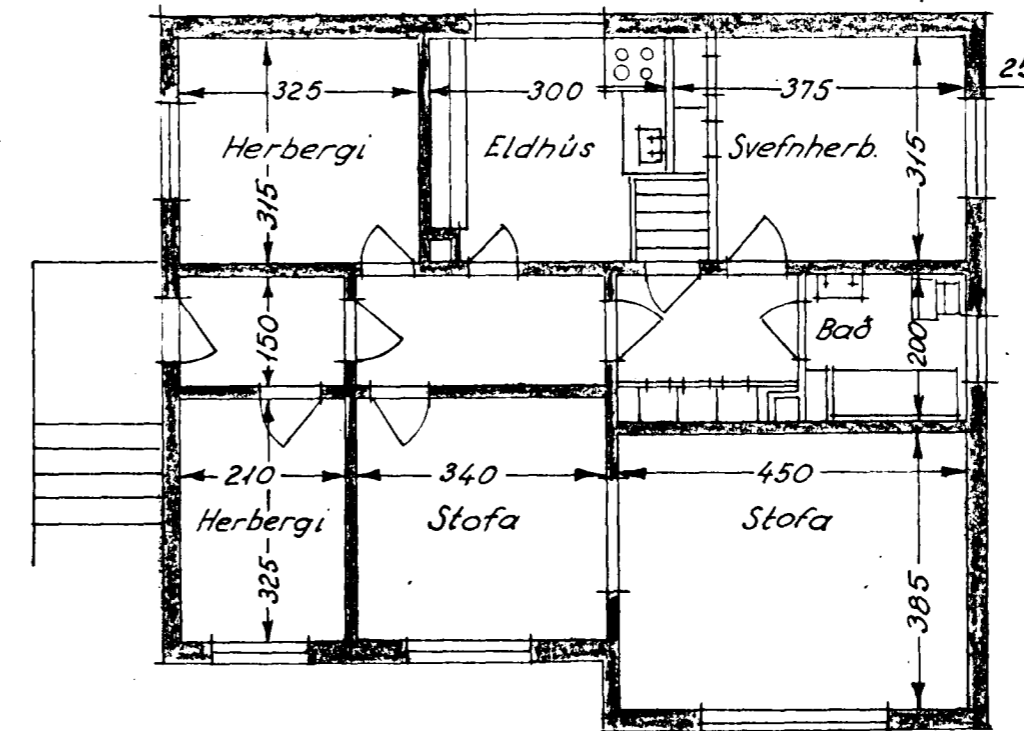 325
300
375
25
Herbergi
Eldhús
Svefnherb.
315
315
150
Bað
200
210
340
450
Herbergi
Stofa
Stofa
325
385